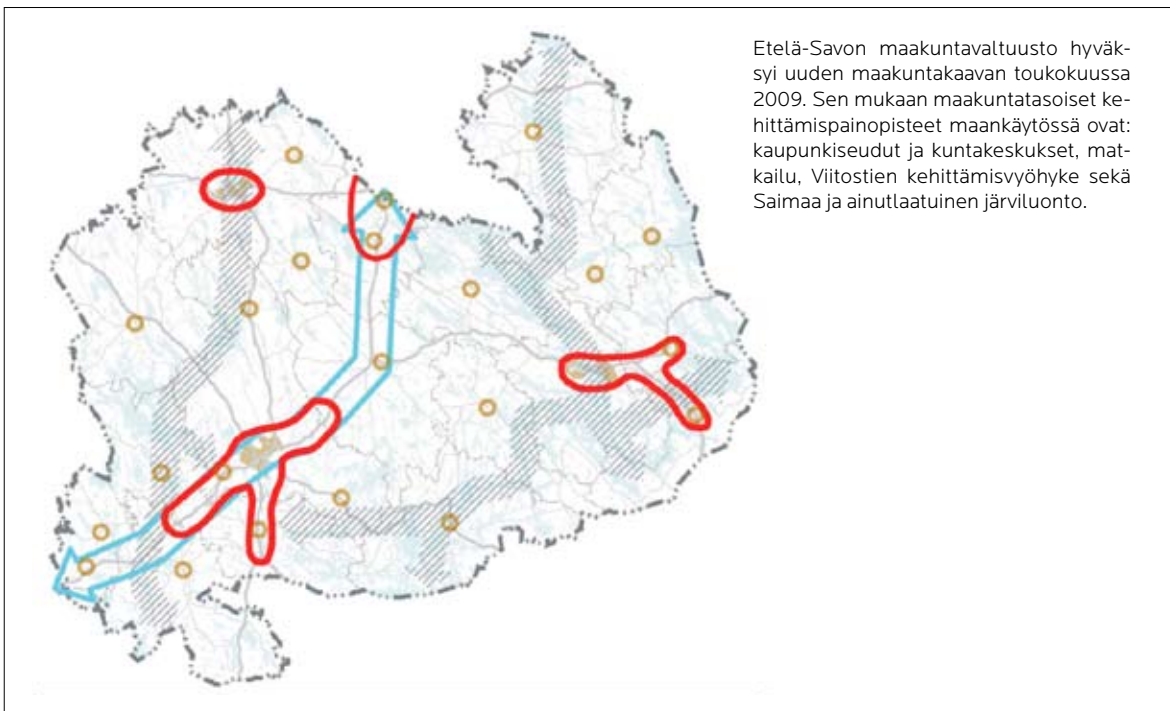 Etelä-Savon maakuntavaltuusto hyväk-
syi uuden maakuntakaavan toukokuussa
2009. Sen mukaan maakuntatasoiset ke-
hittämispainopisteet maankäytössä ovat:
kaupunkiseudut ja kuntakeskukset, mat-
kailu, Viitostien kehittämisvyöhyke sekä
Saimaa ja ainutlaatuinen järviluonto.